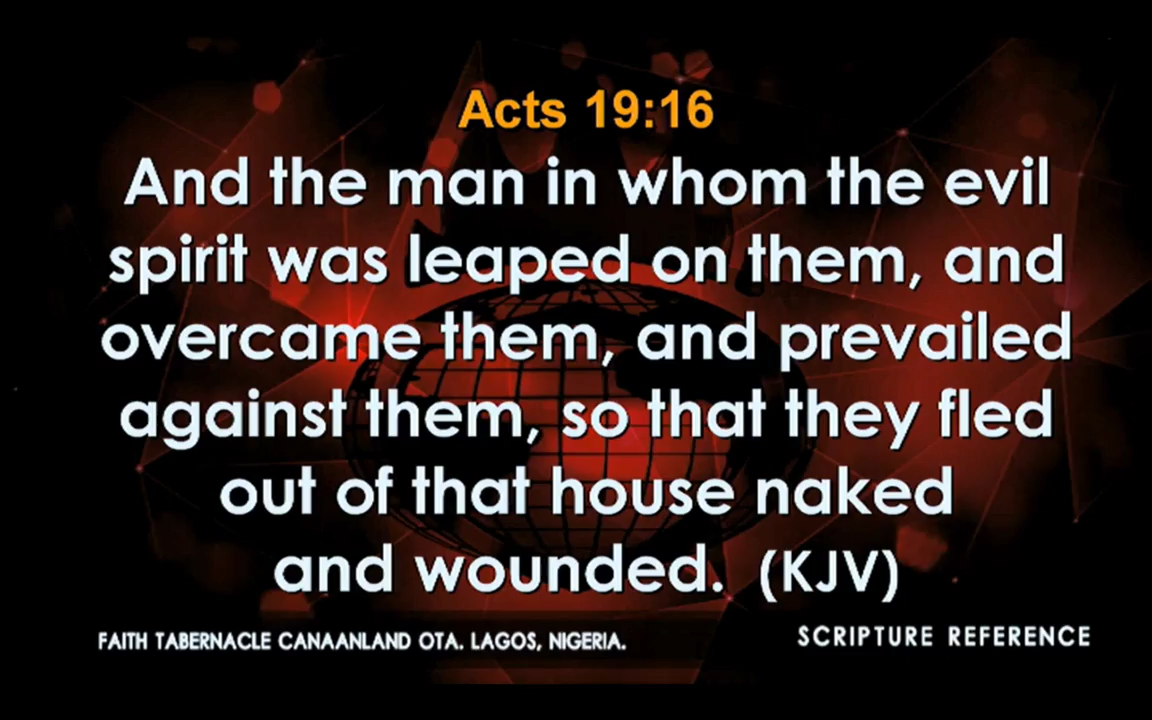 Acts 19:16
And the man in whom the evil
spirit was leaped on them, and
overcame them, and prevailed
against them, so that they fled
out of that house naked
and wounded. (KJV)
FAITH TABERNACLE CANAANLAND OTA. LAGOS, NIGERIA.
SCRIPTURE REFERENCE